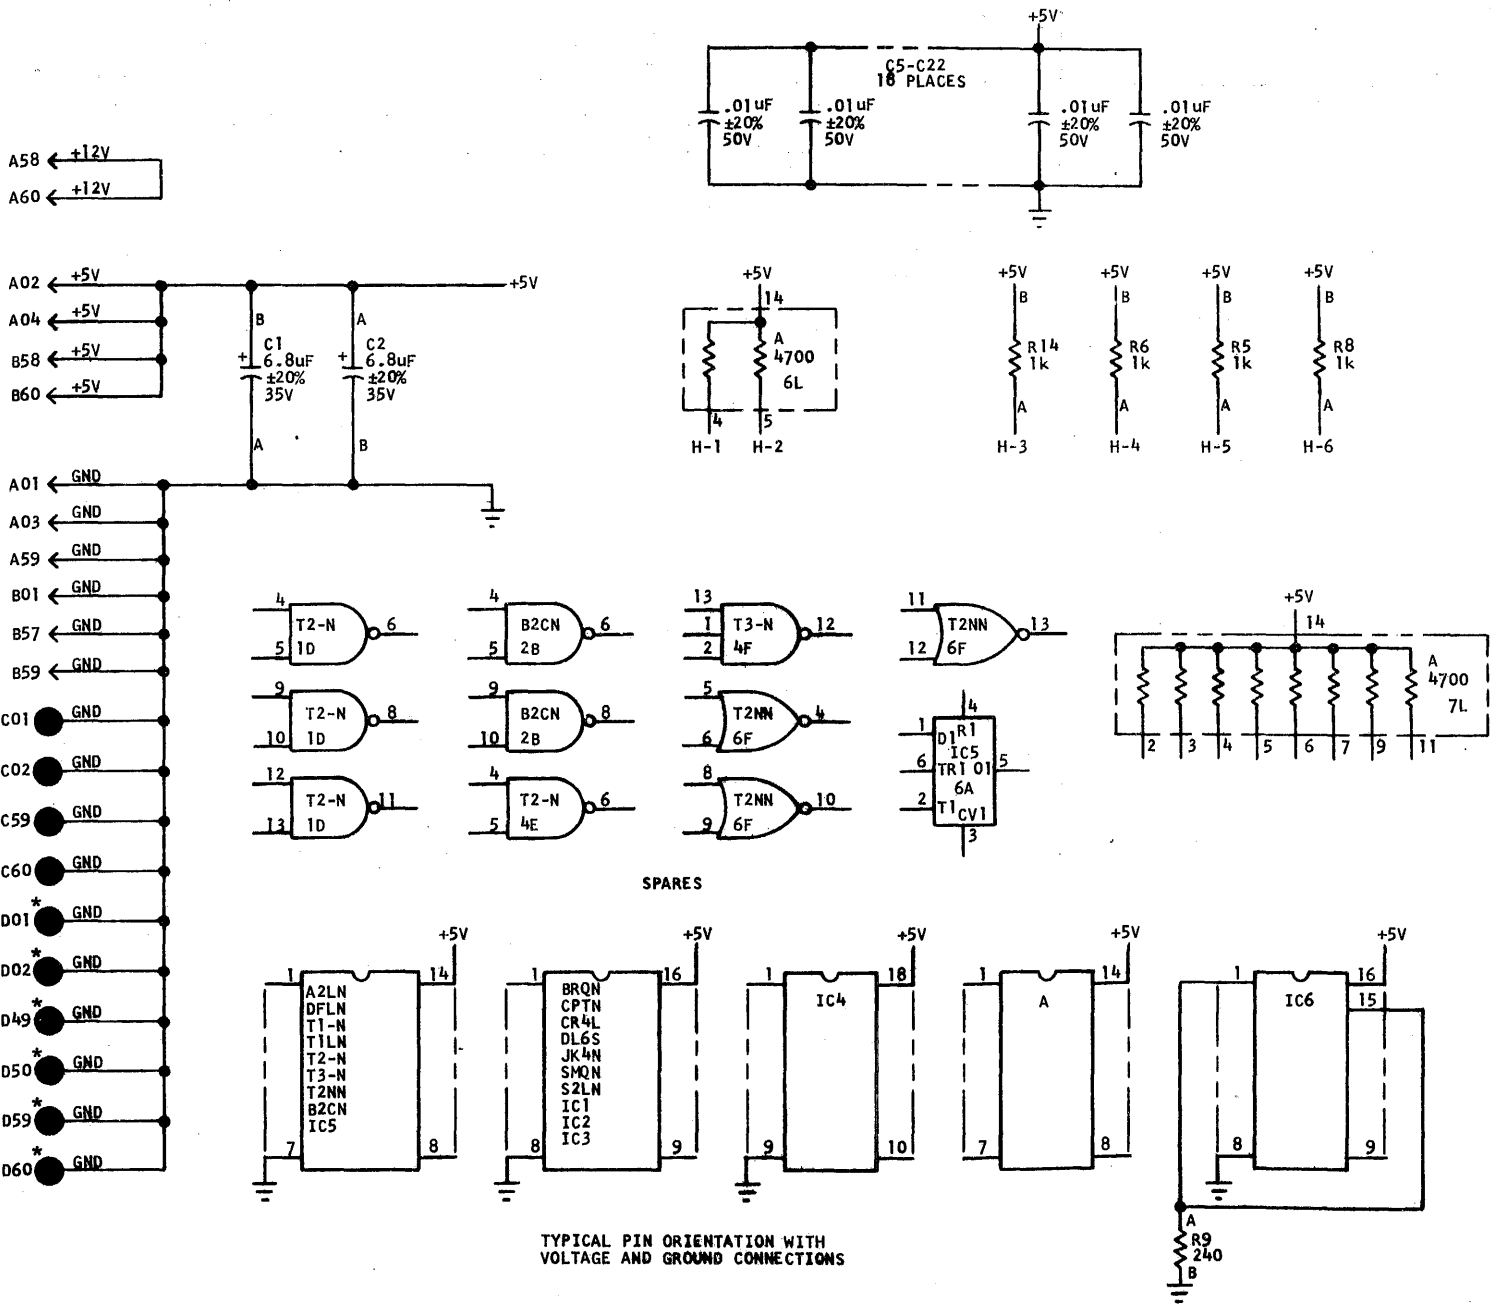 +5V
C5-C22
18 PLACES
.01uF
±20%
50V
.01uF
±20%
50V
.01uF
±20%
50V
.01uF
±20%
50V
A58 +12V
A60 +12V
A02 +5V
+5V
A04 +5V
B58 +5V
B60 +5V
B
+ C1
6.8uF
±20%
35V
A
A
+ C2
6.8uF
±20%
35V
B
+5V
14
A
4700
6L
4 5
H-1 H-2
+5V
B
R14
1k
A
H-3
+5V
B
R6
1k
A
H-4
+5V
B
R5
1k
A
H-5
+5V
B
R8
1k
A
H-6
A01 GND
A03 GND
A59 GND
B01 GND
B57 GND
B59 GND
C01 GND
C02 GND
C59 GND
C60 GND
* D01 GND
* D02 GND
* D49 GND
* D50 GND
* D59 GND
* D60 GND
4 T2-N 6
5 1D
4 B2CN 6
5 2B
13
1 T3-N 12
2 4F
11 T2NN 13
12 6F
9 T2-N 8
10 1D
9 B2CN 8
10 2B
5 T2NN 4
6 6F
12 T2-N 11
13 1D
4 T2-N 6
5 4E
8 T2NN 10
9 6F
4
1 D1 R1
IC5
6 TR1 O1 5
6A
2 T1 CV1
3
+5V
14
A
4700
7L
2 3 4 5 6 7 9 11
SPARES
+5V
1 14
A2LN
DFLN
T1-N
T1LN
T2-N
T3-N
T2NN
B2CN
IC5
7 8
+5V
1 16
BRQN
CPTN
CR4L
DL6S
JK4N
SMQN
S2LN
IC1
IC2
IC3
8 9
+5V
1 18
IC4
9 10
+5V
1 14
A
7 8
+5V
1 16
IC6 15
8 9
A
R9
240
B
TYPICAL PIN ORIENTATION WITH
VOLTAGE AND GROUND CONNECTIONS